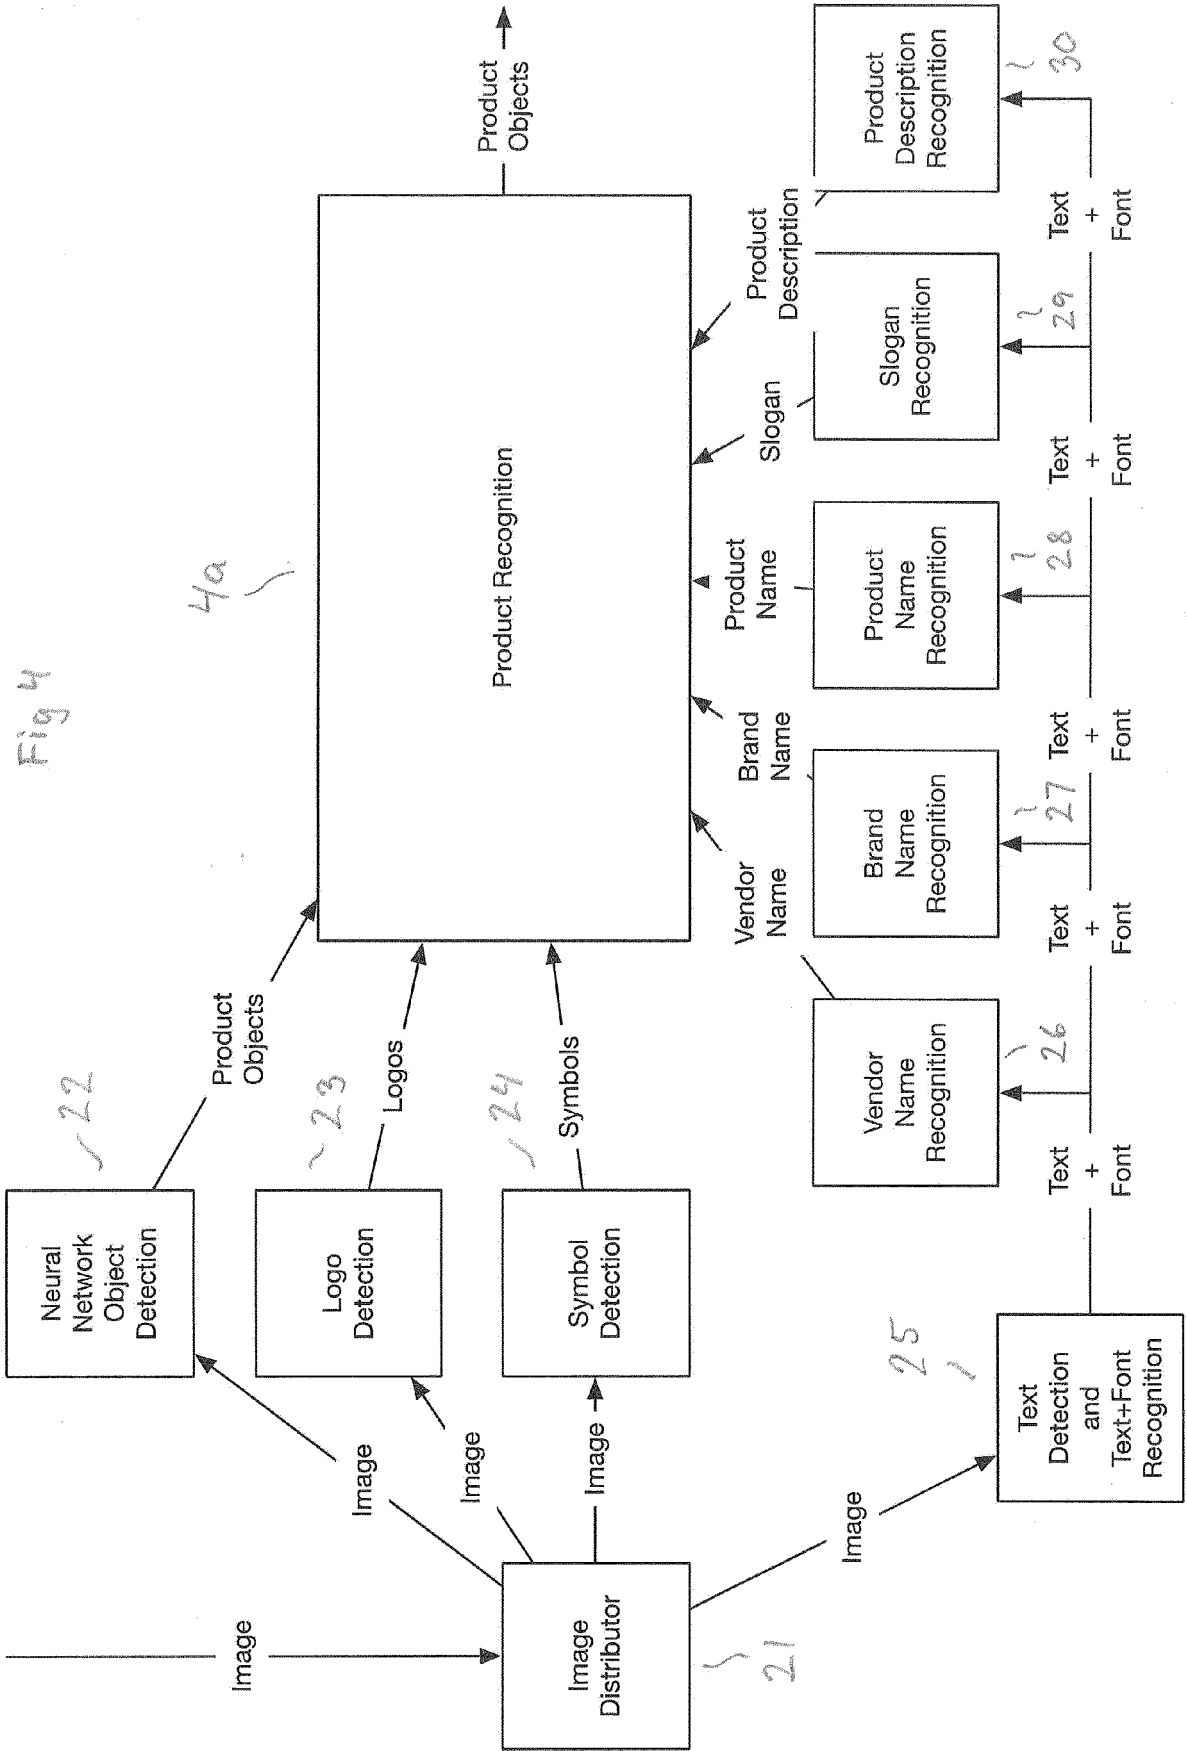 Fig 4
Image
Image
Distributor
21
Image
Image
Image
Image
Neural
Network
Object
Detection
22
Logo
Detection
23
Symbol
Detection
24
Text
Detection
and
Text+Font
Recognition
25
Product
Objects
Logos
Symbols
4a
Product Recognition
Product
Objects
Vendor
Name
Brand
Name
Product
Name
Slogan
Product
Description
Vendor
Name
Recognition
26
Brand
Name
Recognition
27
Product
Name
Recognition
28
Slogan
Recognition
29
Product
Description
Recognition
30
Text
+
Font
Text
+
Font
Text
+
Font
Text
+
Font
Text
+
Font